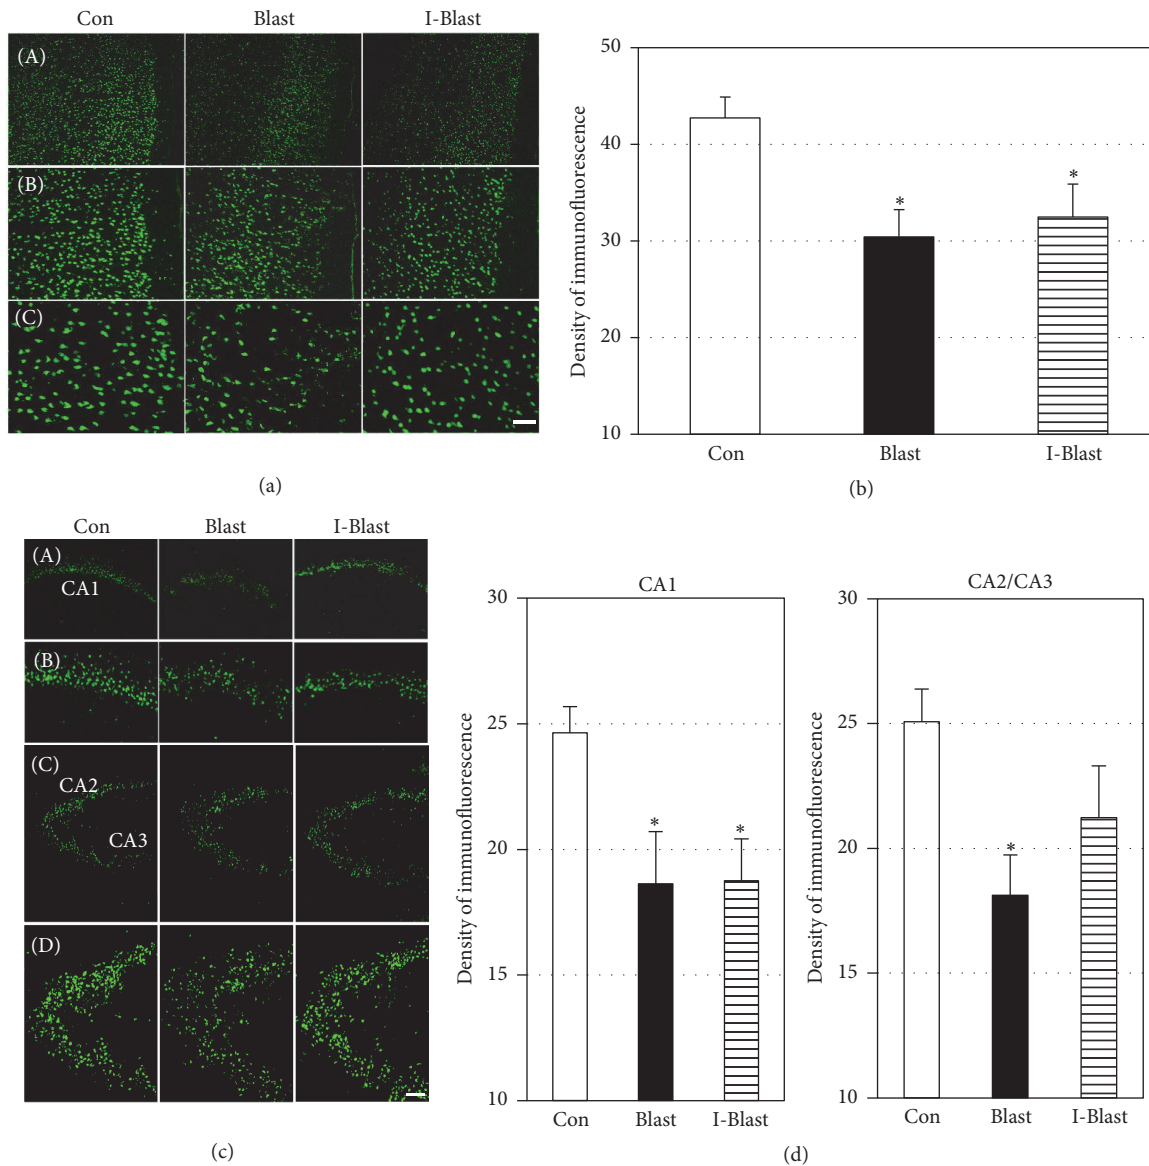 Con Blast I-Blast
(A)
(B)
(C)
(a)
50
40
30
20
10
Density of immunofluorescence
*
*
Con Blast I-Blast
(b)
Con Blast I-Blast
(A)
CA1
(B)
(C)
CA2
CA3
(D)
(c)
CA1
30
25
20
15
10
Density of immunofluorescence
*
*
Con Blast I-Blast
CA2/CA3
30
25
20
15
10
Density of immunofluorescence
*
Con Blast I-Blast
(d)